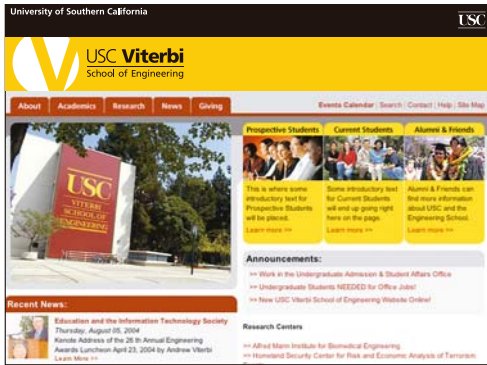 University of Southern California
USC
USC Viterbi
School of Engineering
About Academics Research News Giving
Events Calendar | Search | Contact | Help | Site Map
USC
VITERBI
SCHOOL OF
ENGINEERING
Prospective Students
This is where some
introductory text for
Prospective Students
will be placed.
Learn more >>
Current Students
Some introductory text
for Current Students
will end up going right
here on the page.
Learn more >>
Alumni & Friends
Alumni & Friends can
find more information
about USC and the
Engineering School.
Learn more >>
Announcements:
>> Work in the Undergraduate Admission & Student Affairs Office
>> Undergraduate Students NEEDED for Office Jobs!
>> New USC Viterbi School of Engineering Website Online!
Recent News:
Education and the Information Technology Society
Thursday, August 05, 2004
Kenote Address of the 26 th Annual Engineering
Awards Luncheon April 23, 2004 by Andrew Viterbi
Learn More >>
Research Centers
>> Alfred Mann Institute for Biomedical Engineering
>> Homeland Security Center for Risk and Economic Analysis of Terrorism